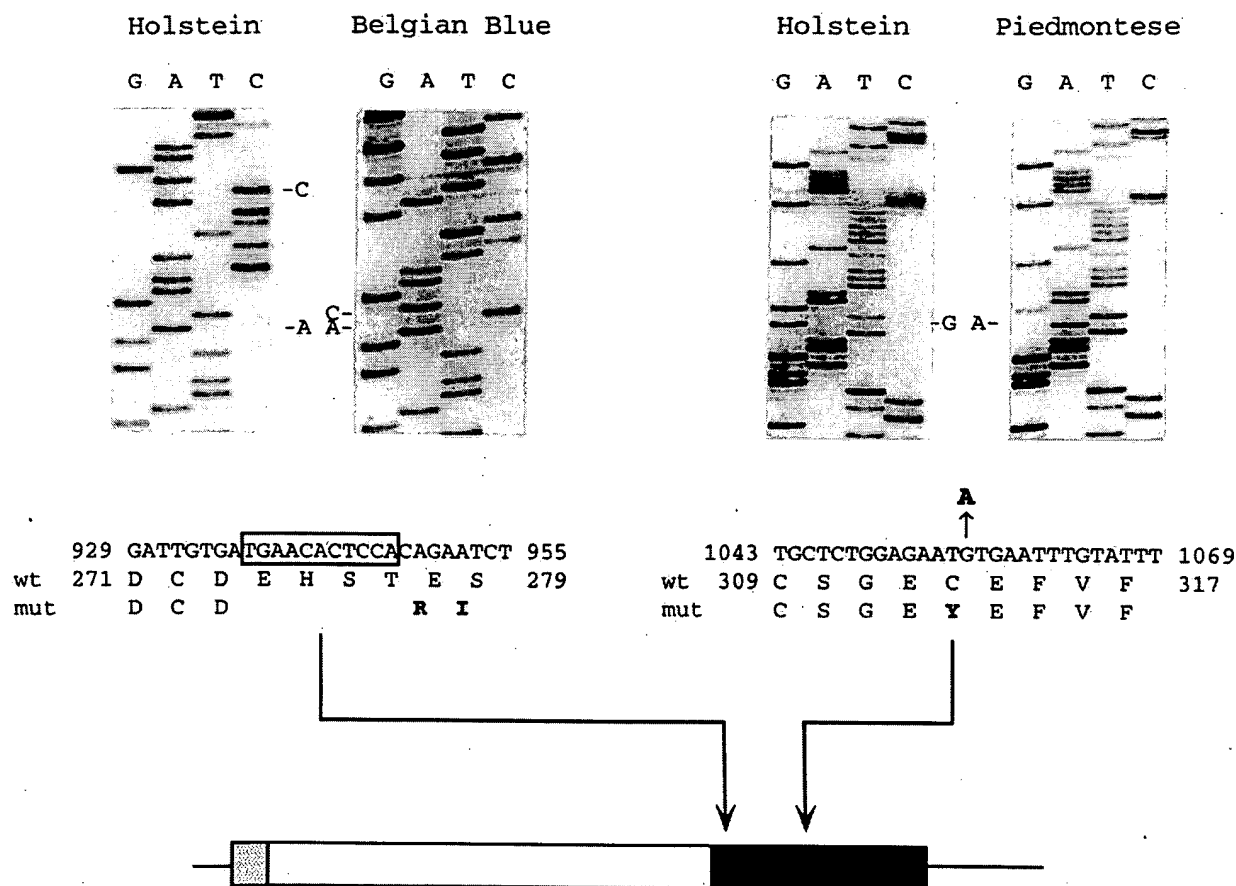 Holstein Belgian Blue Holstein Piedmontese
G A T C G A T C G A T C G A T C
-C
C-
-A A- -G A-
A
929 GATTGTGATGAACACTCCACAGAATCT 955 1043 TGCTCTGGAGAATGTGAATTTGTATTT 1069
wt 271 D C D E H S T E S 279 wt 309 C S G E C E F V F 317
mut D C D R I mut C S G E Y E F V F